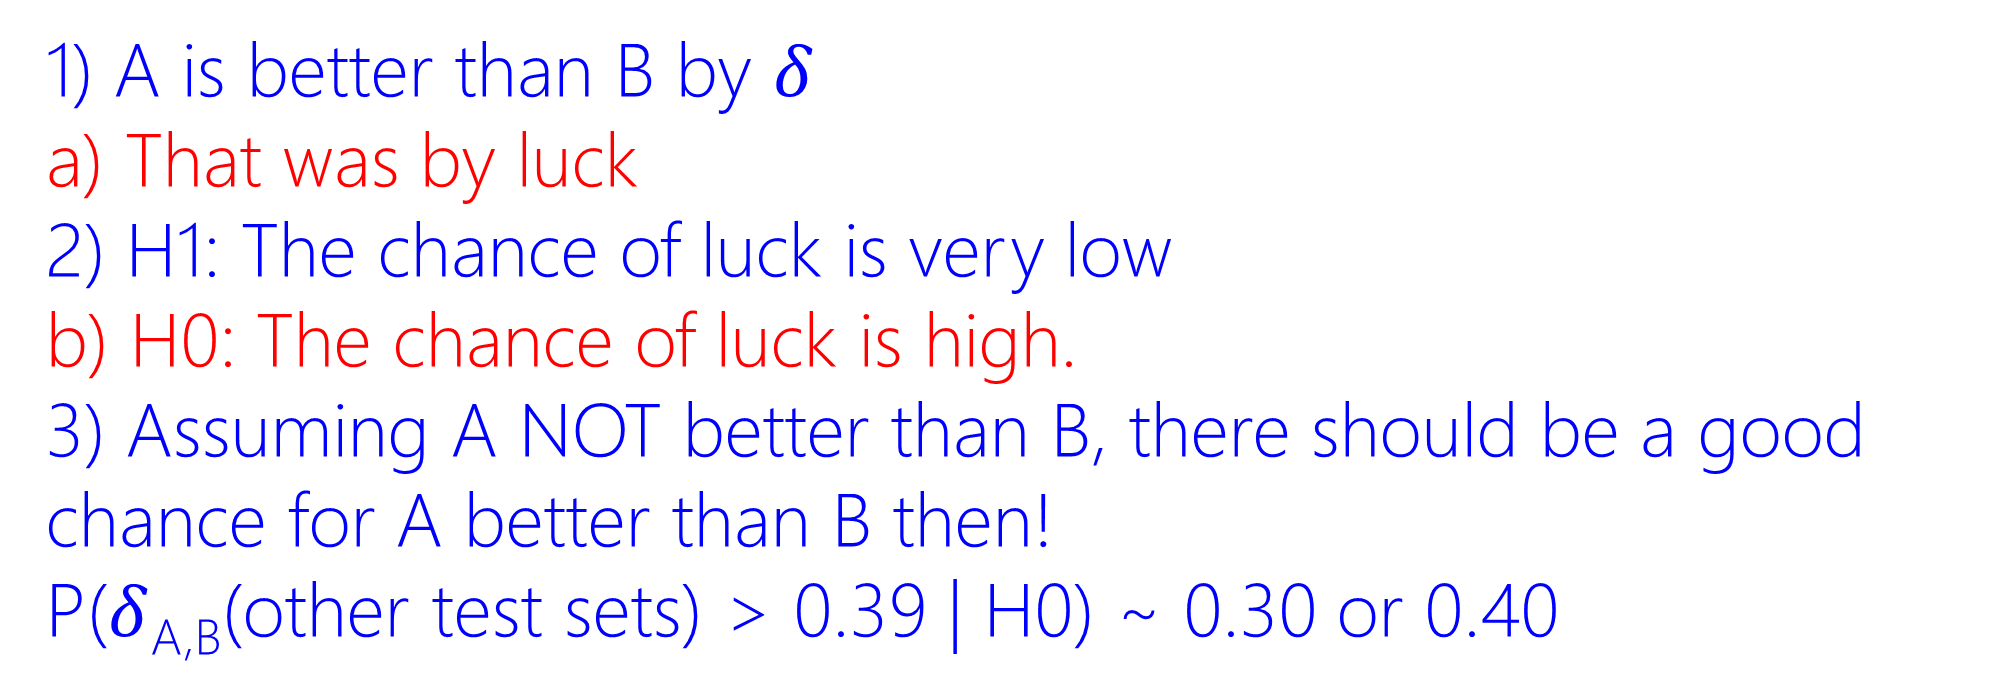 1) A is better than B by δ
a) That was by luck
2) H1: The chance of luck is very low
b) H0: The chance of luck is high.
3) Assuming A NOT better than B, there should be a good
chance for A better than B then!
P(δ A,B(other test sets) > 0.39 | H0) ~ 0.30 or 0.40